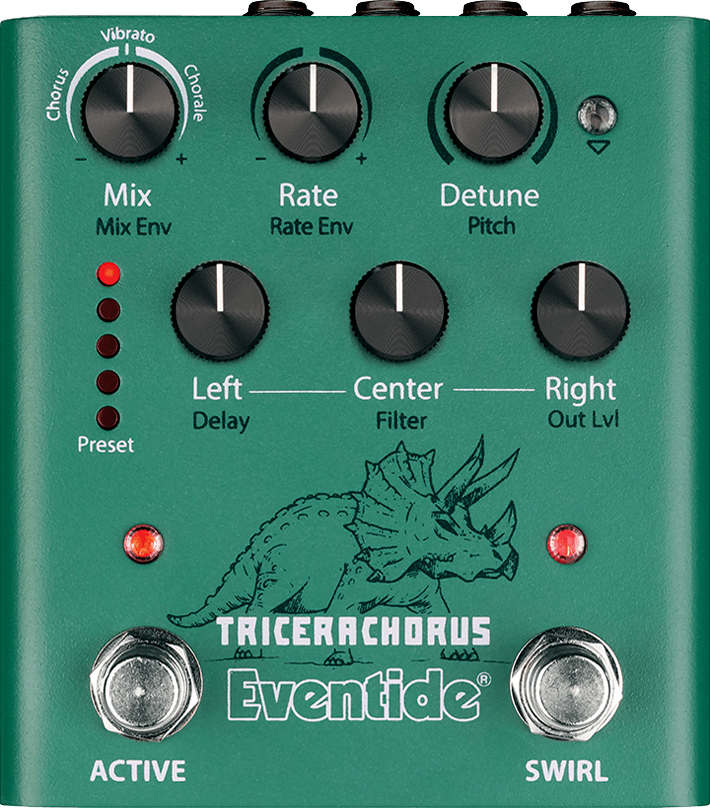 Vibrato
Chorus
Chorale
- +
- +
Mix
Rate
Detune
Mix Env
Rate Env
Pitch
Left
Center
Right
Delay
Filter
Out Lvl
Preset
TRICERACHORUS
Eventide®
ACTIVE
SWIRL